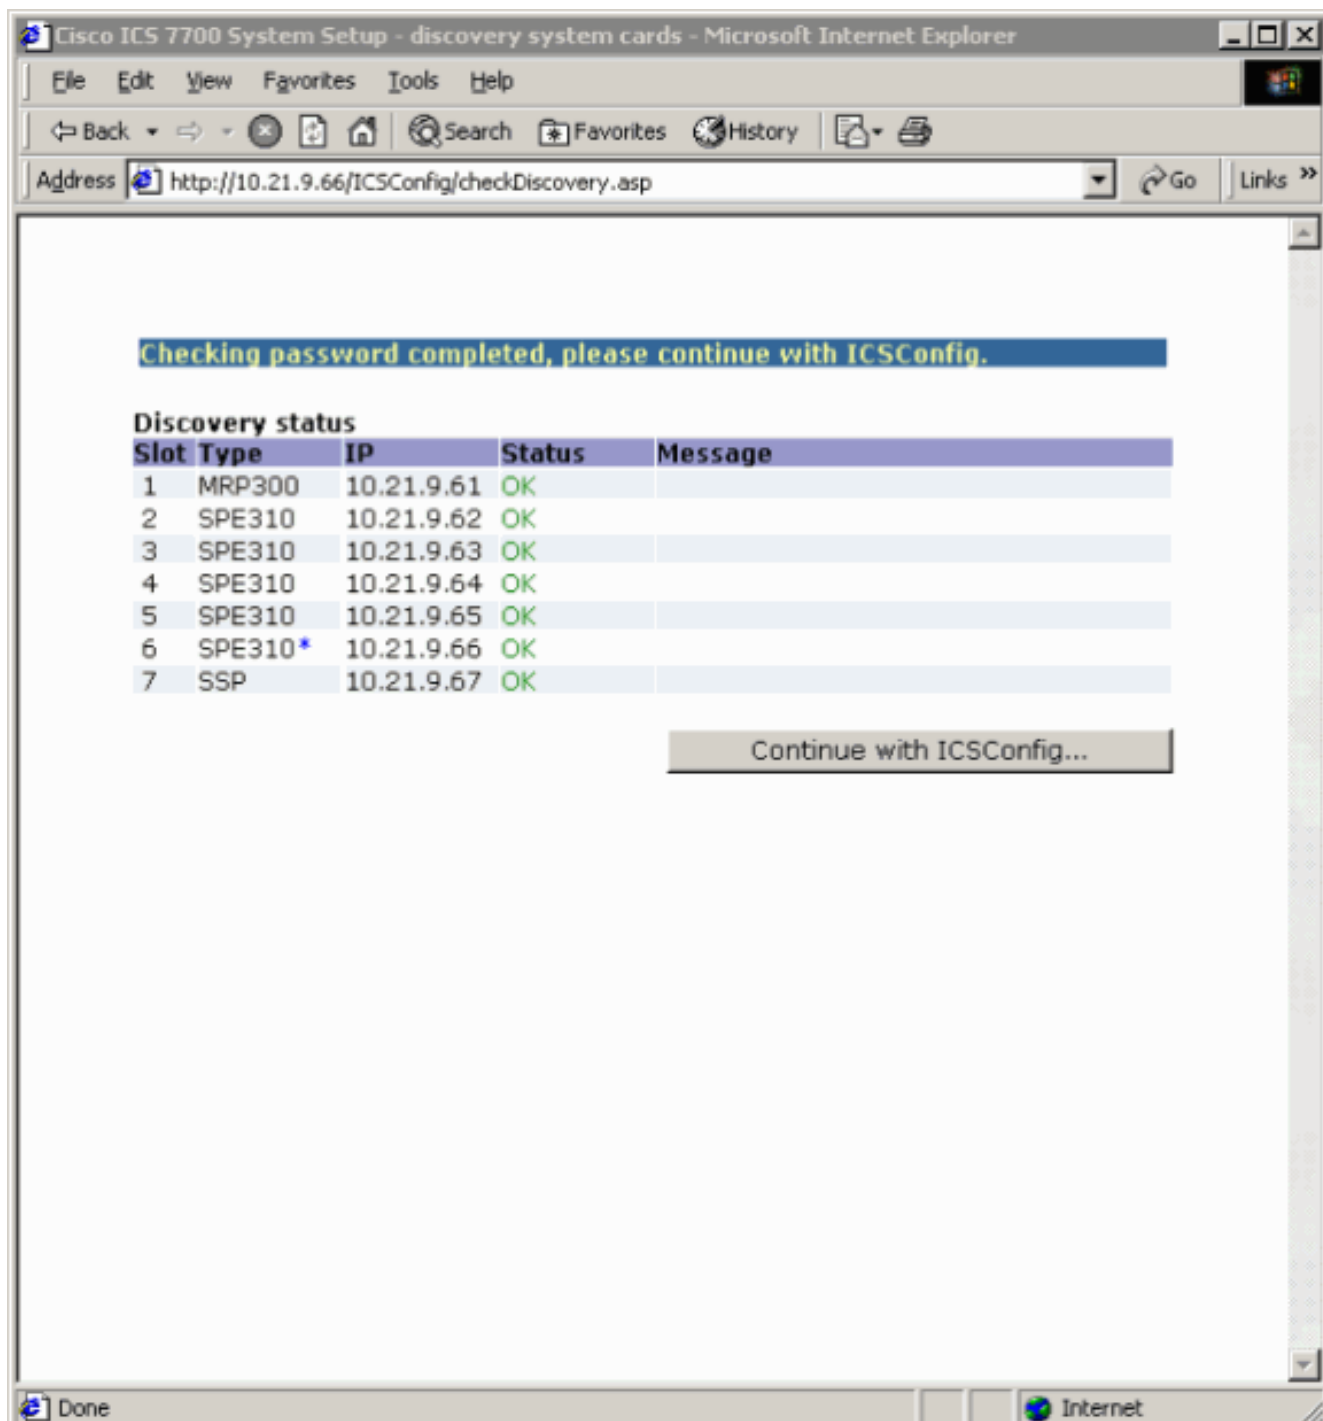 Cisco ICS 7700 System Setup - discovery system cards - Microsoft Internet Explorer
File Edit View Favorites Tools Help
Back Search Favorites History
Address http://10.21.9.66/ICSConfig/checkDiscovery.asp Go Links »
Checking password completed, please continue with ICSConfig.
Discovery status
Slot Type IP Status Message
1 MRP300 10.21.9.61 OK
2 SPE310 10.21.9.62 OK
3 SPE310 10.21.9.63 OK
4 SPE310 10.21.9.64 OK
5 SPE310 10.21.9.65 OK
6 SPE310* 10.21.9.66 OK
7 SSP 10.21.9.67 OK
Continue with ICSConfig...
Done Internet